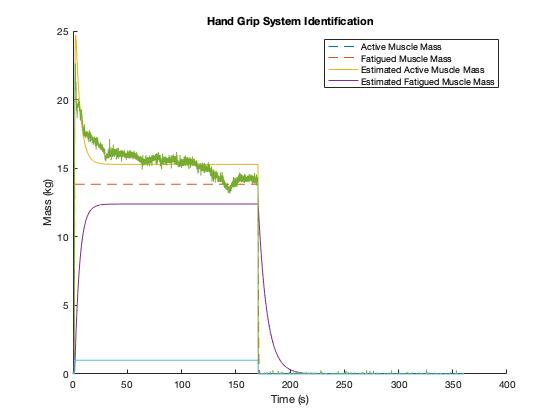 Hand Grip System Identification
25
20
15
10
5
0
Mass (kg)
Active Muscle Mass
Fatigued Muscle Mass
Estimated Active Muscle Mass
Estimated Fatigued Muscle Mass
0 50 100 150 200 250 300 350 400
Time (s)